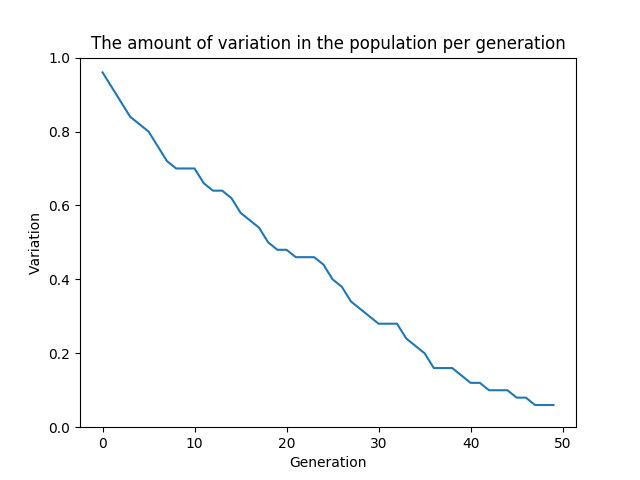 The amount of variation in the population per generation
1.0
0.8
0.6
0.4
0.2
0.0
Variation
0 10 20 30 40 50
Generation